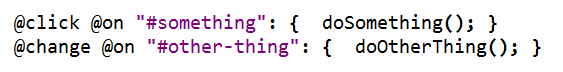 @click @on "#something": {  doSomething(); }
@change @on "#other-thing": {  doOtherThing(); }